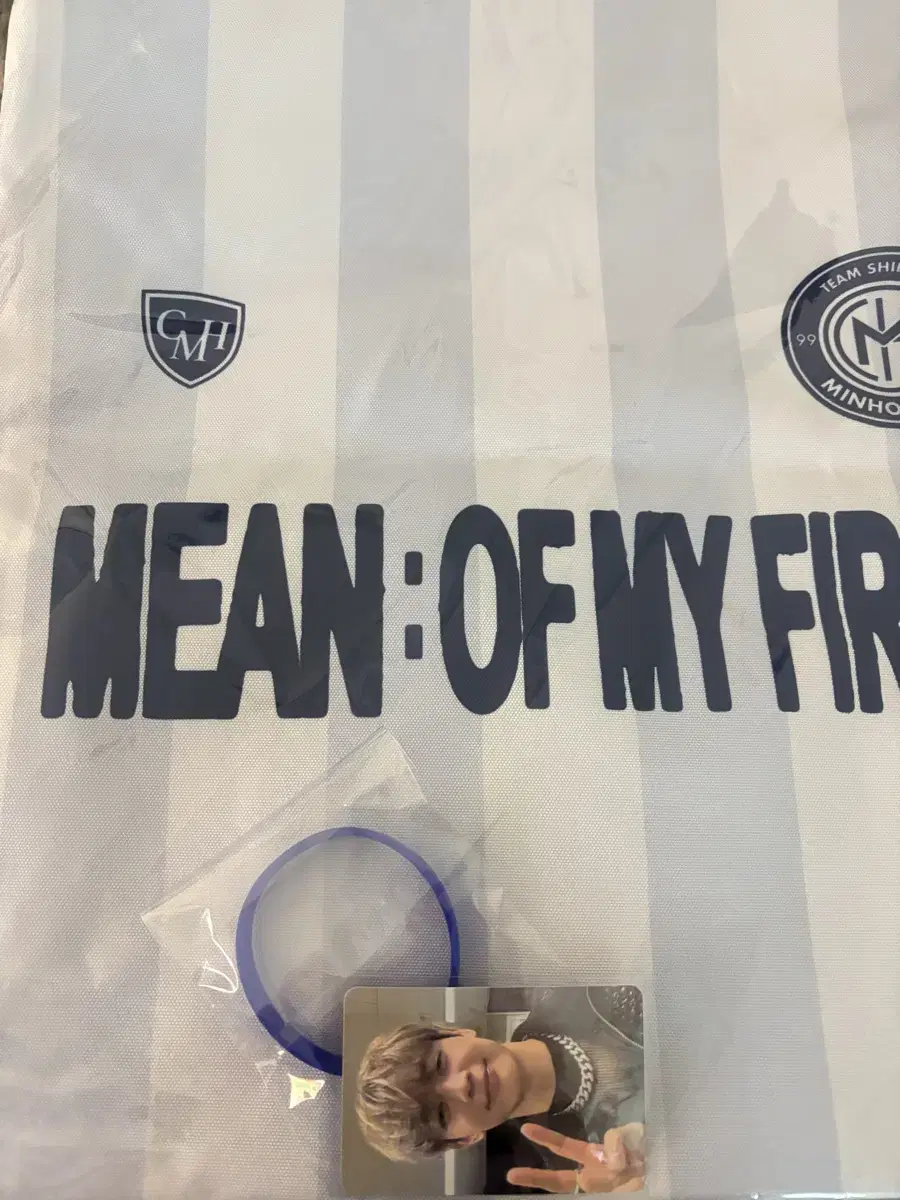 CMH
TEAM SHI
99
MINHO
MEAN : OF MY FIR